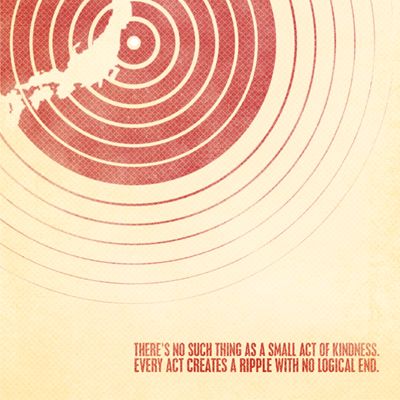 THERE'S NO SUCH THING AS A SMALL ACT OF KINDNESS.
EVERY ACT CREATES A RIPPLE WITH NO LOGICAL END.